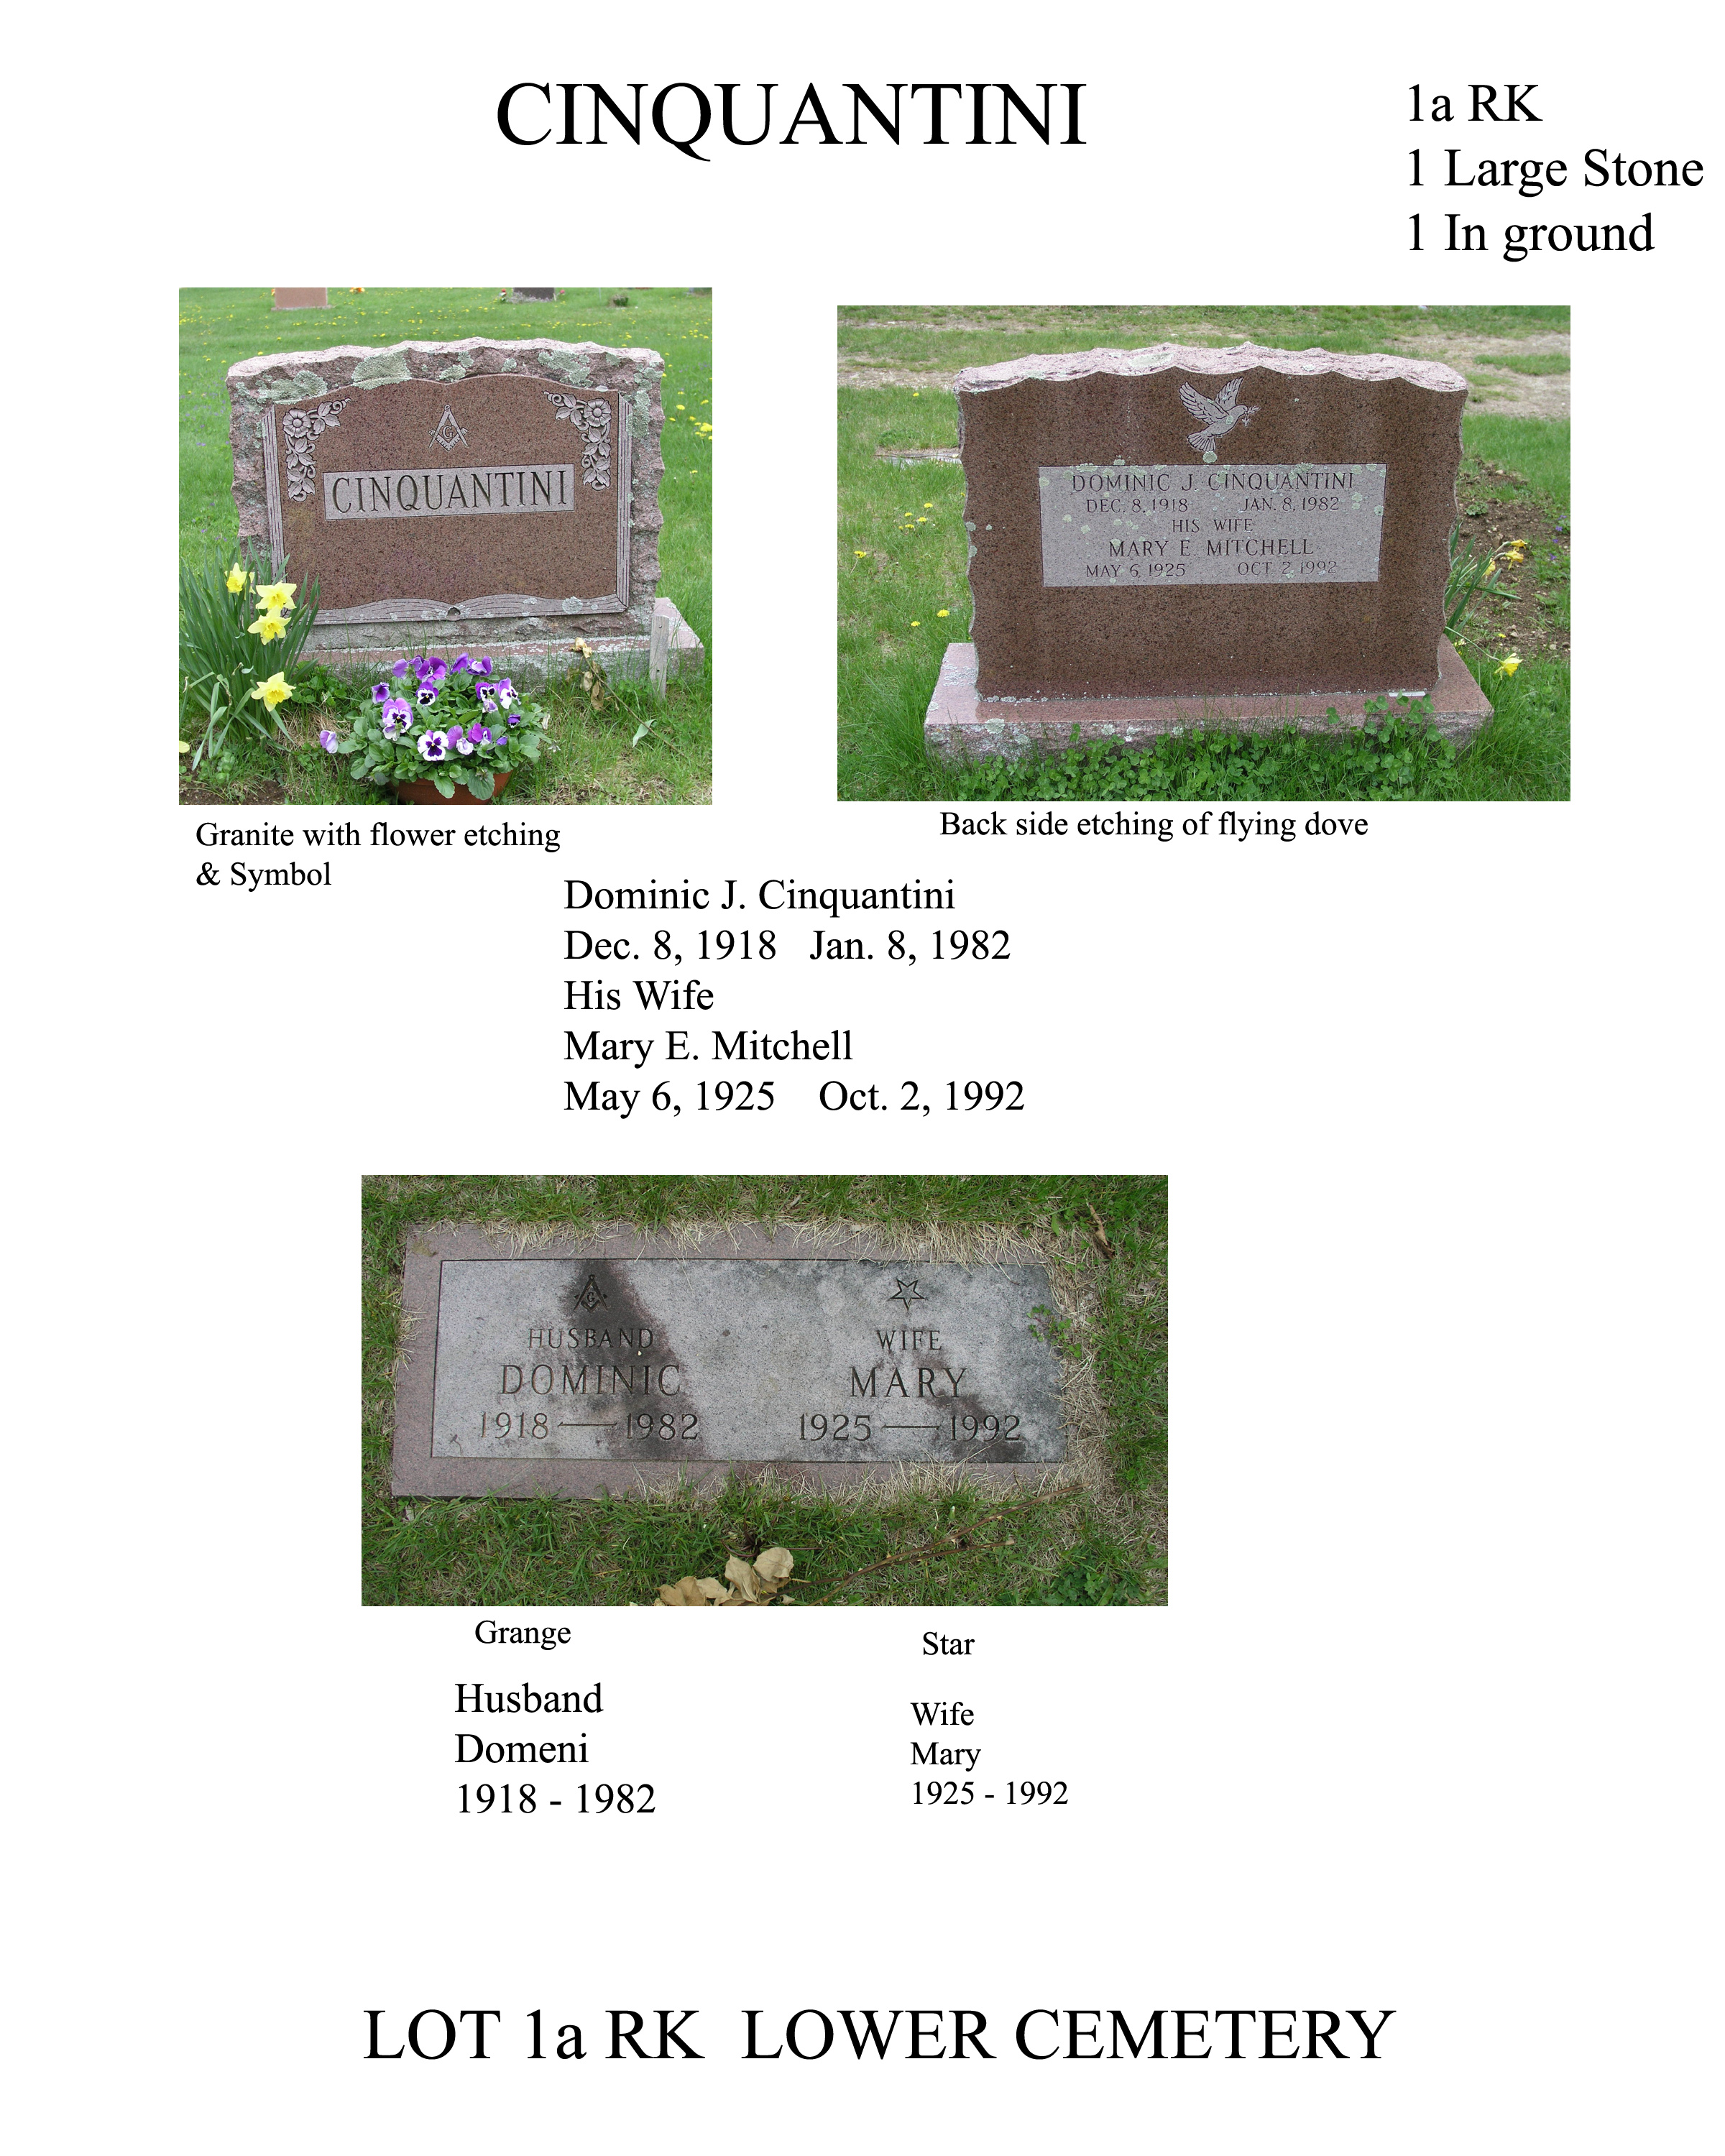 CINQUANTINI
1a RK
1 Large Stone
1 In ground
G
CINQUANTINI
DOMINIC J. CINQUANTINI
DEC. 8, 1918 JAN. 8, 1982
HIS WIFE
MARY E. MITCHELL
MAY 6, 1925 OCT. 2, 1992
Granite with flower etching
& Symbol
Back side etching of flying dove
Dominic J. Cinquantini
Dec. 8, 1918 Jan. 8, 1982
His Wife
Mary E. Mitchell
May 6, 1925 Oct. 2, 1992
G
HUSBAND
DOMINIC
1918 — 1982
WIFE
MARY
1925 — 1992
Grange
Husband
Domeni
1918 - 1982
Star
Wife
Mary
1925 - 1992
LOT 1a RK LOWER CEMETERY